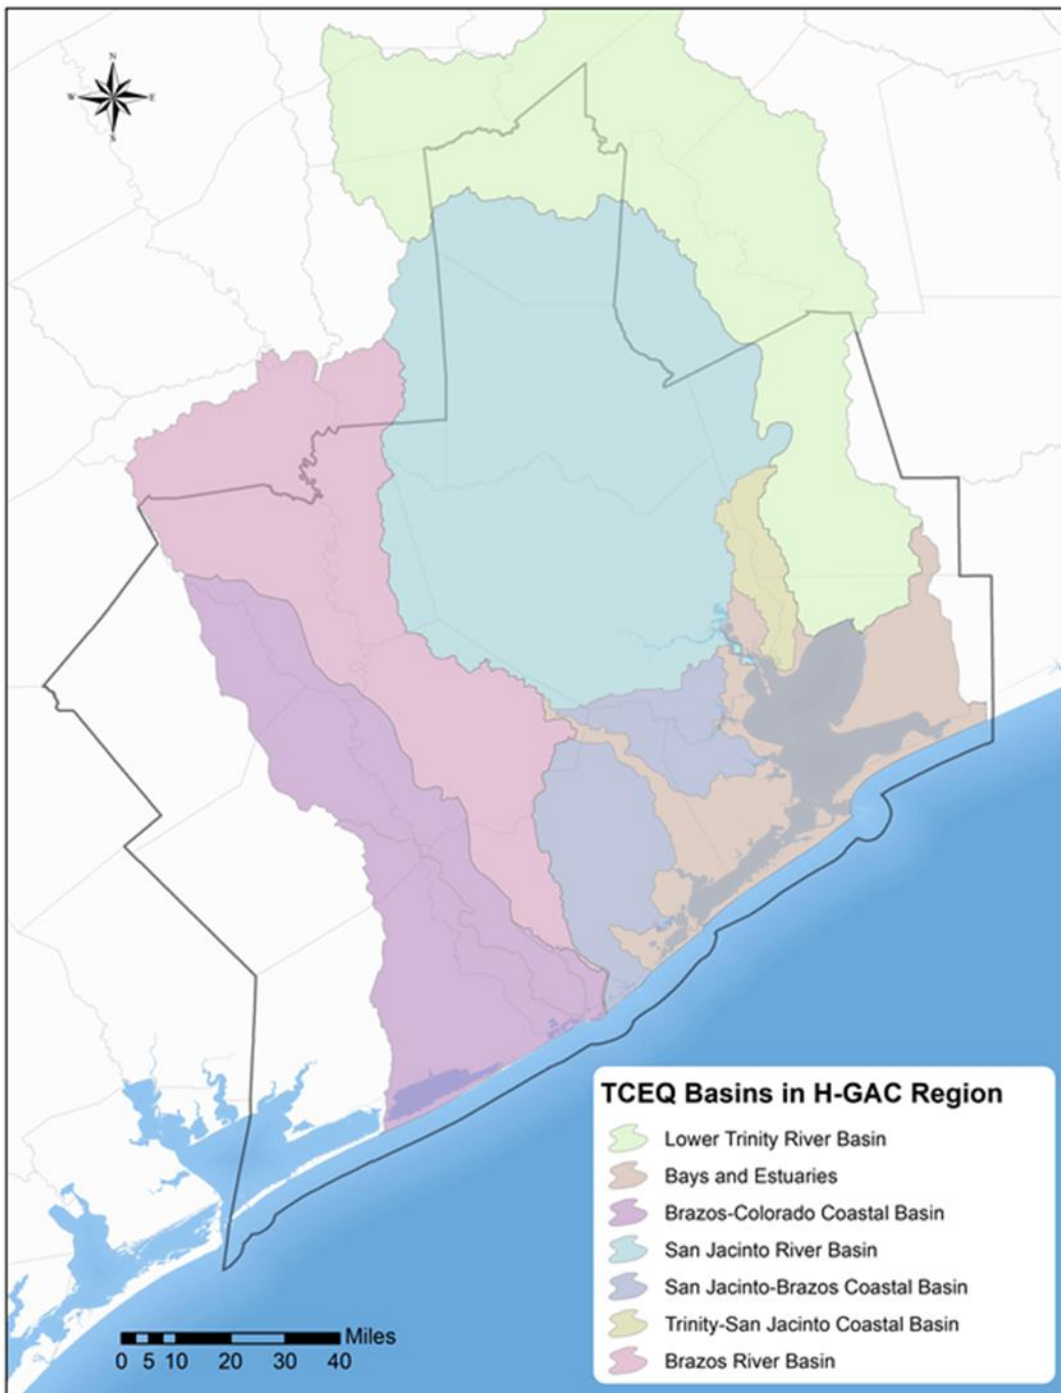 N
W E
S
TCEQ Basins in H-GAC Region
Lower Trinity River Basin
Bays and Estuaries
Brazos-Colorado Coastal Basin
San Jacinto River Basin
San Jacinto-Brazos Coastal Basin
Trinity-San Jacinto Coastal Basin
Brazos River Basin
Miles
0 5 10 20 30 40